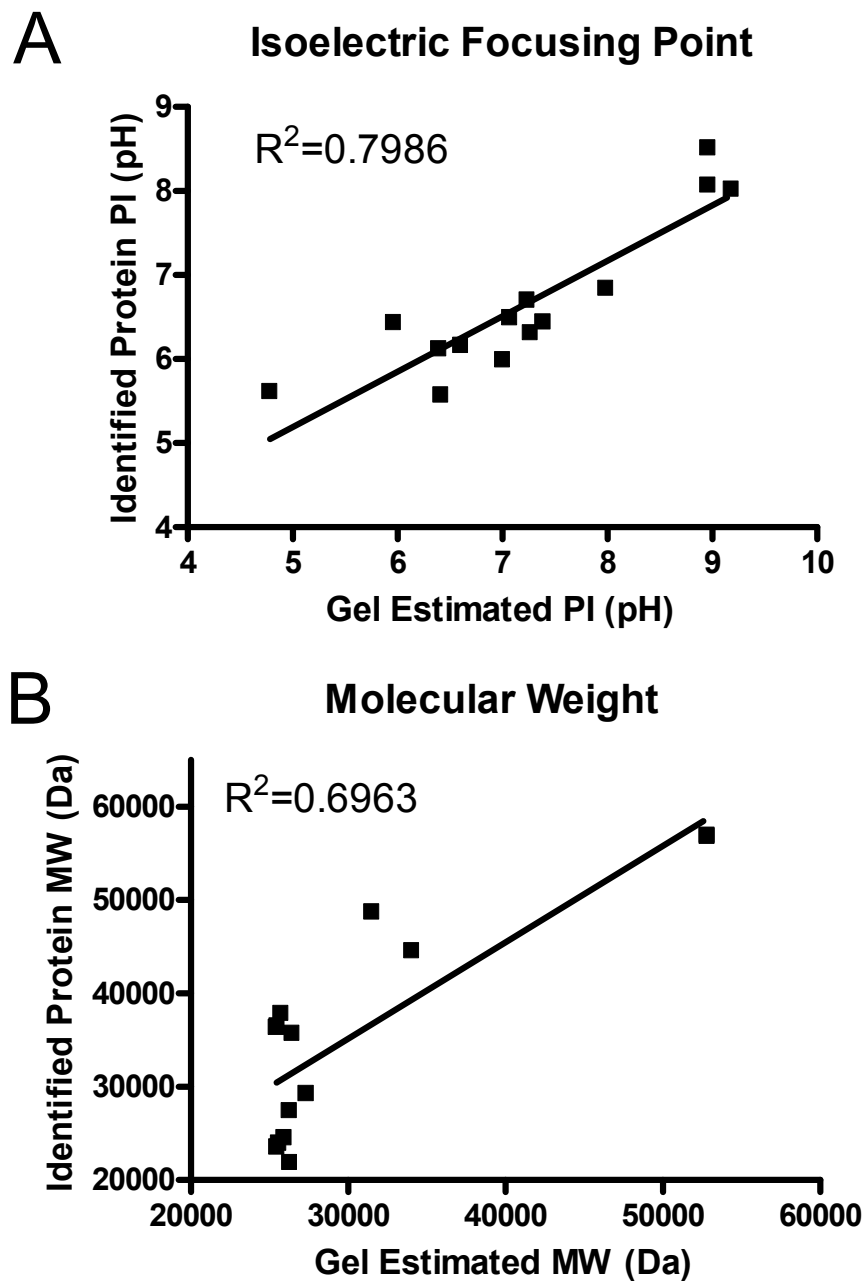 A
Isoelectric Focusing Point
R²=0.7986
Identified Protein PI (pH)
9
8
7
6
5
4
4 5 6 7 8 9 10
Gel Estimated PI (pH)
B
Molecular Weight
R²=0.6963
Identified Protein MW (Da)
60000
50000
40000
30000
20000
20000 30000 40000 50000 60000
Gel Estimated MW (Da)